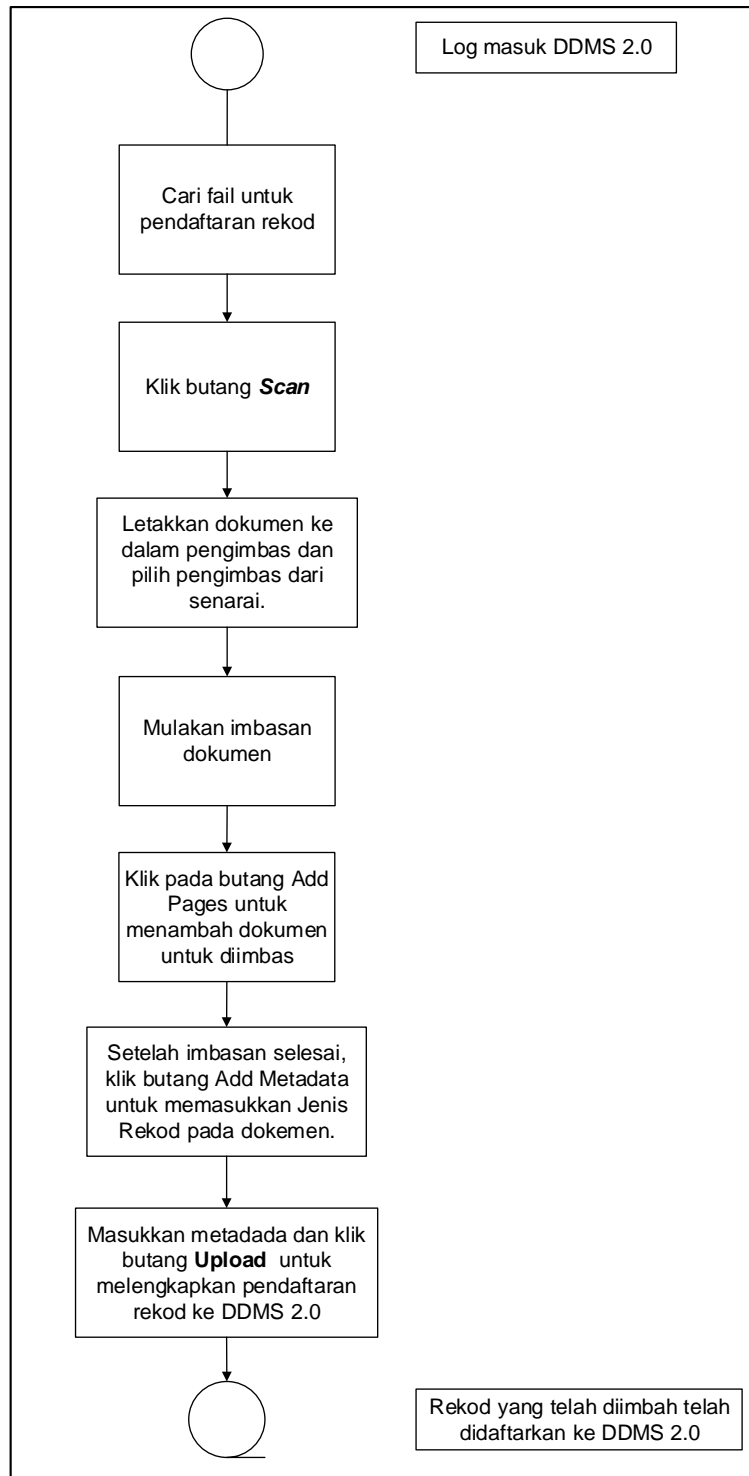 Log masuk DDMS 2.0
Cari fail untuk
pendaftaran rekod
Klik butang Scan
Letakkan dokumen ke
dalam pengimbas dan
pilih pengimbas dari
senarai.
Mulakan imbasan
dokumen
Klik pada butang Add
Pages untuk
menambah dokumen
untuk diimbas
Setelah imbasan selesai,
klik butang Add Metadata
untuk memasukkan Jenis
Rekod pada dokemen.
Masukkan metadada dan klik
butang Upload untuk
melengkapkan pendaftaran
rekod ke DDMS 2.0
Rekod yang telah diimbah telah
didaftarkan ke DDMS 2.0